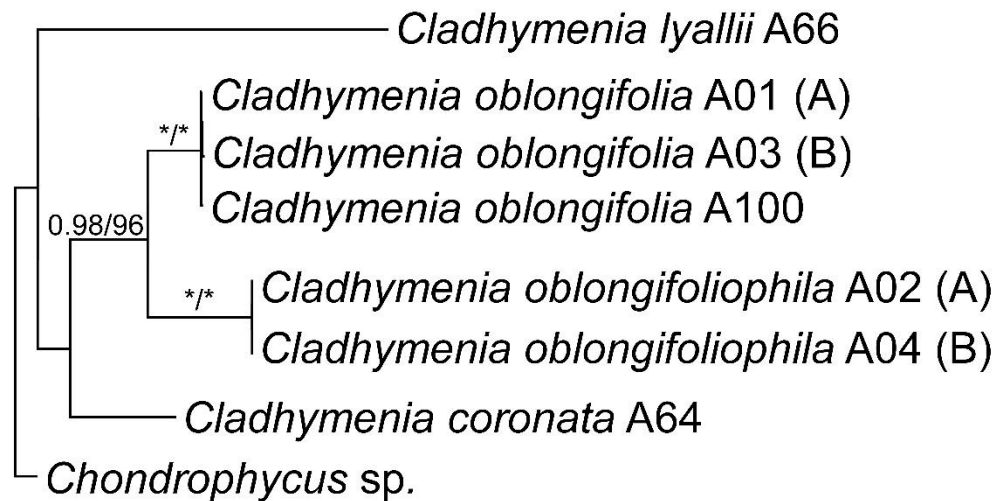 Cladhymenia lyallii A66
Cladhymenia oblongifolia A01 (A)
*/*
Cladhymenia oblongifolia A03 (B)
Cladhymenia oblongifolia A100
0.98/96
Cladhymenia oblongifoliophila A02 (A)
*/*
Cladhymenia oblongifoliophila A04 (B)
Cladhymenia coronata A64
Chondrophycus sp.